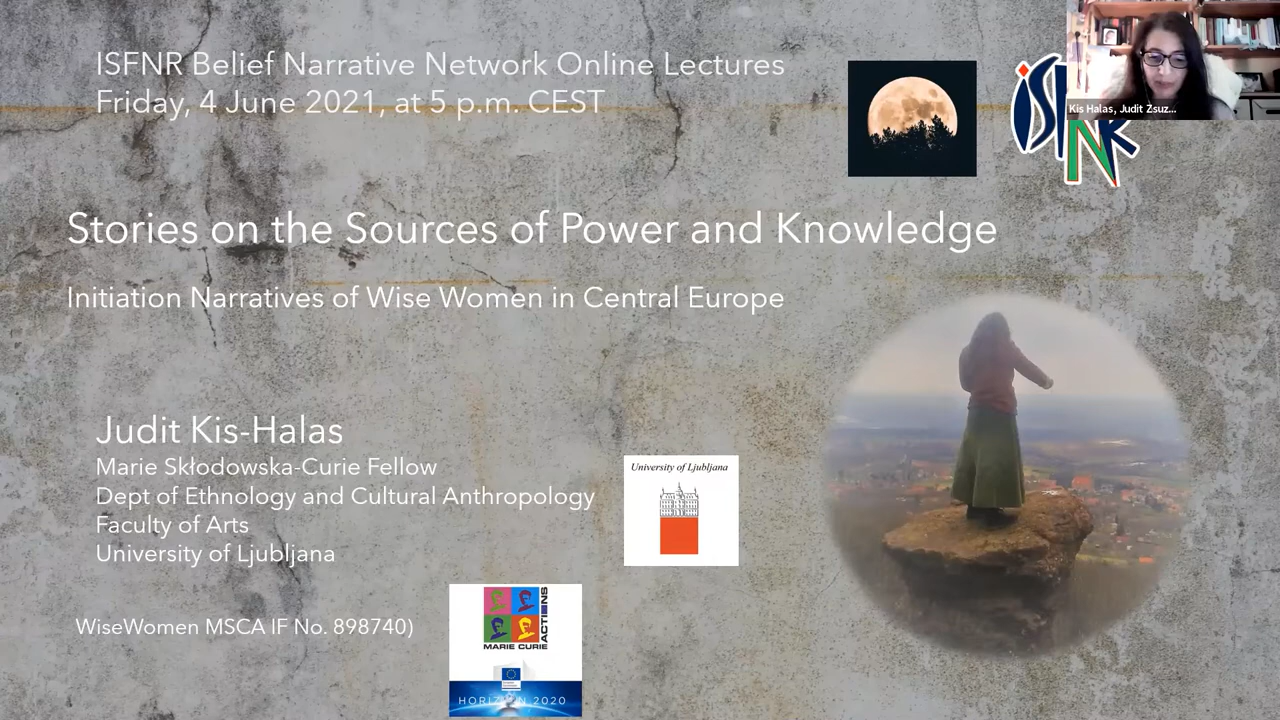 ISFNR Belief Narrative Network Online Lectures
Friday, 4 June 2021, at 5 p.m. CEST
ISFNR
Kis Halas, Judit Zsuz...
Stories on the Sources of Power and Knowledge
Initiation Narratives of Wise Women in Central Europe
Judit Kis-Halas
Marie Skłodowska-Curie Fellow
Dept of Ethnology and Cultural Anthropology
Faculty of Arts
University of Ljubljana
University of Ljubljana
WiseWomen MSCA IF No. 898740)
MARIE CURIE
ACTIONS
HORIZON 2020